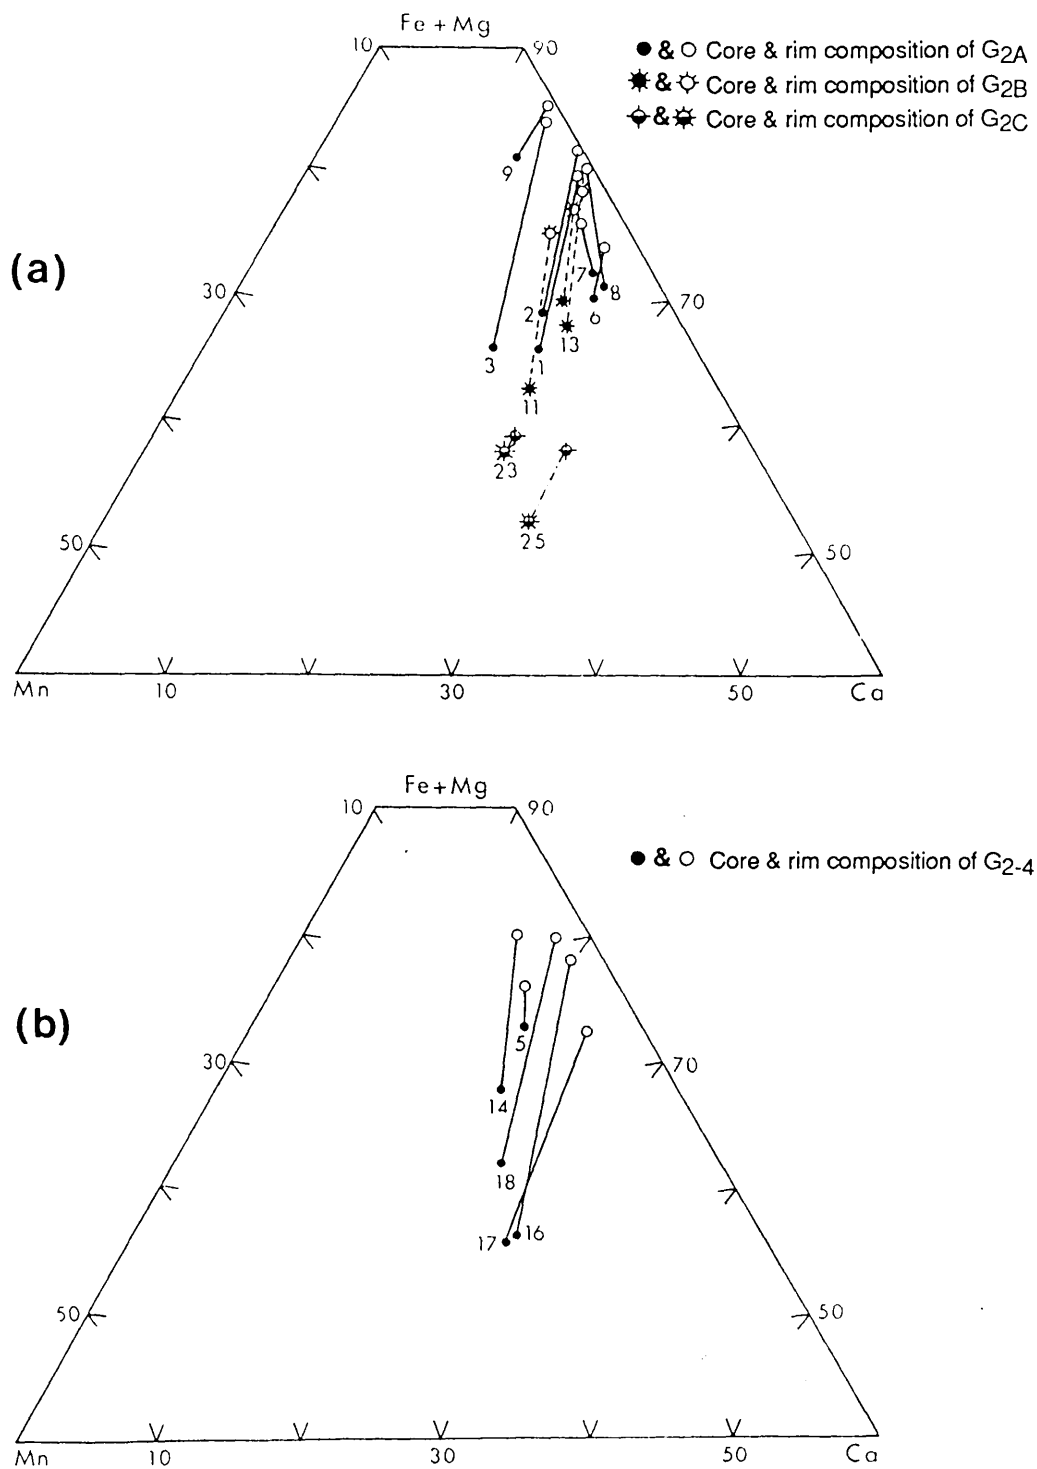 Fe + Mg
10
90
● & ○ Core & rim composition of G2A
& Core & rim composition of G2B
& Core & rim composition of G2C
9
(a)
30
70
7
8
2
6
13
3
1
11
23
25
50
50
Mn
10
30
50
Ca
Fe+Mg
10
90
● & ○ Core & rim composition of G2-4
(b)
5
30
70
14
18
17
16
50
50
Mn
10
30
50
Ca